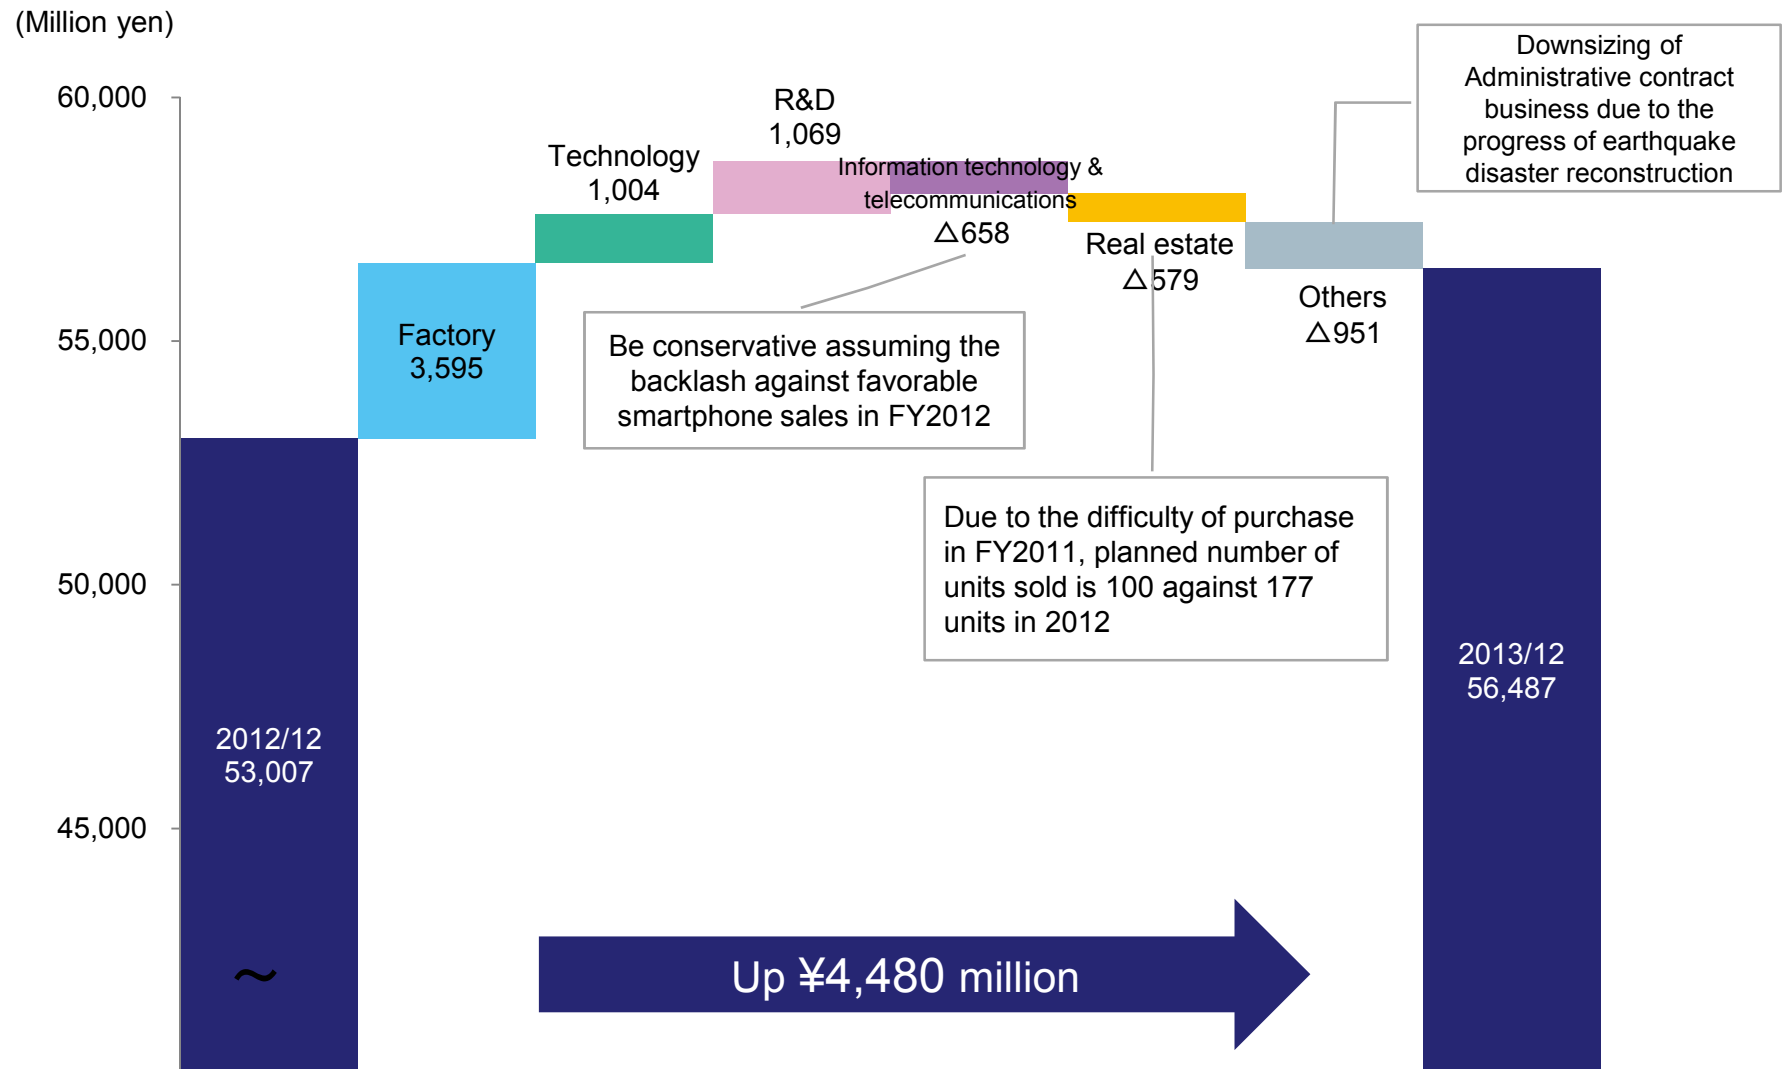 (Million yen)
60,000
55,000
50,000
45,000
2012/12
53,007
~
Factory
3,595
Technology
1,004
R&D
1,069
Information technology &
telecommunications
△658
Real estate
△579
Others
△951
2013/12
56,487
Be conservative assuming the
backlash against favorable
smartphone sales in FY2012
Due to the difficulty of purchase
in FY2011, planned number of
units sold is 100 against 177
units in 2012
Downsizing of
Administrative contract
business due to the
progress of earthquake
disaster reconstruction
Up ¥4,480 million